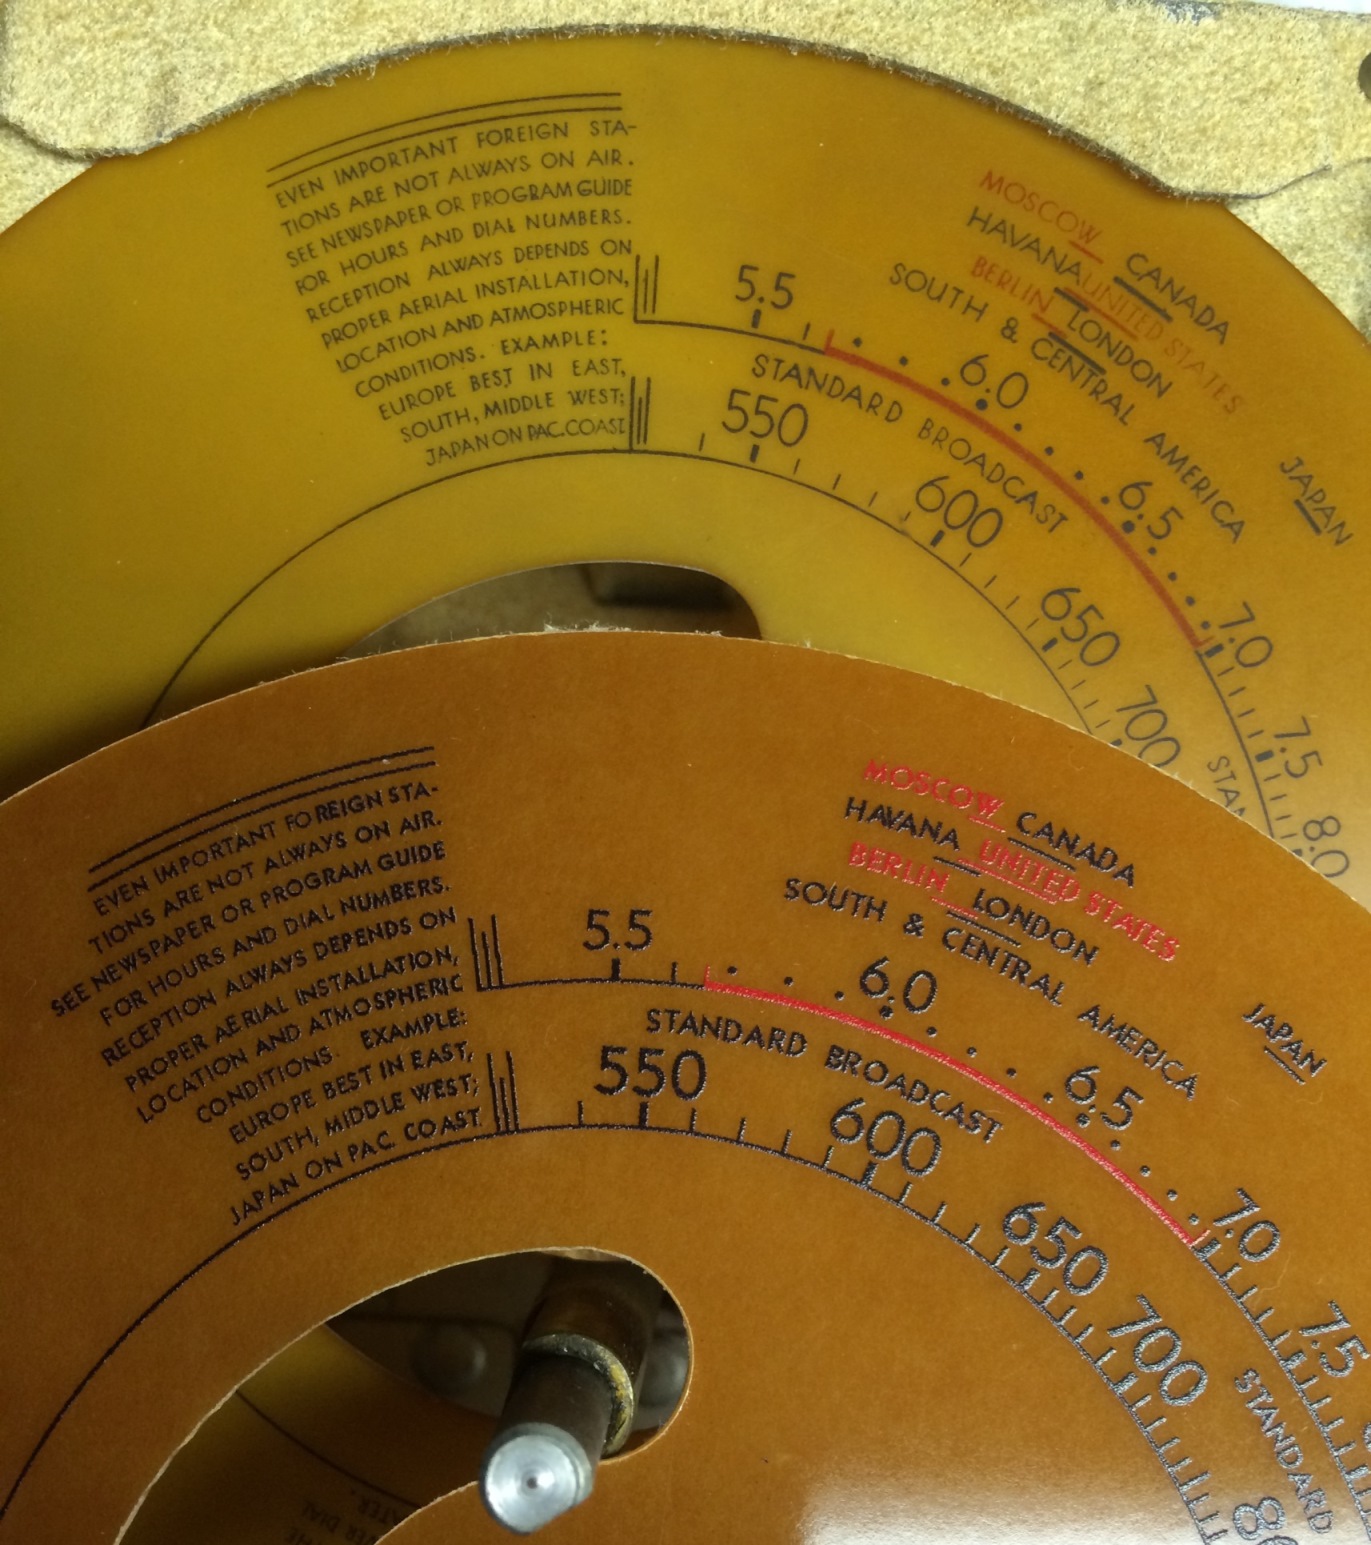 EVEN IMPORTANT FOREIGN STA-
TIONS ARE NOT ALWAYS ON AIR.
SEE NEWSPAPER OR PROGRAM GUIDE
FOR HOURS AND DIAL NUMBERS.
RECEPTION ALWAYS DEPENDS ON
PROPER AERIAL INSTALLATION,
LOCATION AND ATMOSPHERIC
CONDITIONS. EXAMPLE:
EUROPE BEST IN EAST,
SOUTH, MIDDLE WEST;
JAPAN ON PAC. COAST
MOSCOW CANADA
HAVANA UNITED STATES
BERLIN LONDON
SOUTH & CENTRAL AMERICA
JAPAN
5.5 6.0 6.5 7.0 7.5 8.0
STANDARD BROADCAST
550 600 650 700
STAN
EVEN IMPORTANT FOREIGN STA-
TIONS ARE NOT ALWAYS ON AIR.
SEE NEWSPAPER OR PROGRAM GUIDE
FOR HOURS AND DIAL NUMBERS.
RECEPTION ALWAYS DEPENDS ON
PROPER AERIAL INSTALLATION,
LOCATION AND ATMOSPHERIC
CONDITIONS. EXAMPLE:
EUROPE BEST IN EAST,
SOUTH, MIDDLE WEST;
JAPAN ON PAC. COAST.
MOSCOW CANADA
HAVANA UNITED STATES
BERLIN LONDON
SOUTH & CENTRAL AMERICA
JAPAN
5.5 6.0 6.5 7.0 7.5
STANDARD BROADCAST
550 600 650 700
STANDARD
DIAL